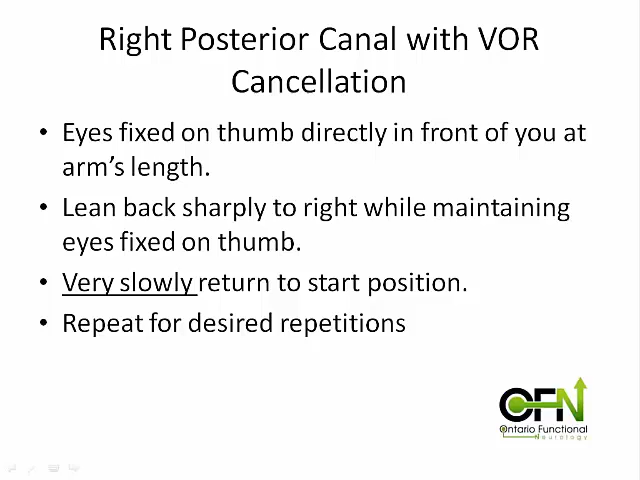 Right Posterior Canal with VOR
Cancellation
• Eyes fixed on thumb directly in front of you at
arm's length.
• Lean back sharply to right while maintaining
eyes fixed on thumb.
• Very slowly return to start position.
• Repeat for desired repetitions
OFN
Ontario Functional
Neurology